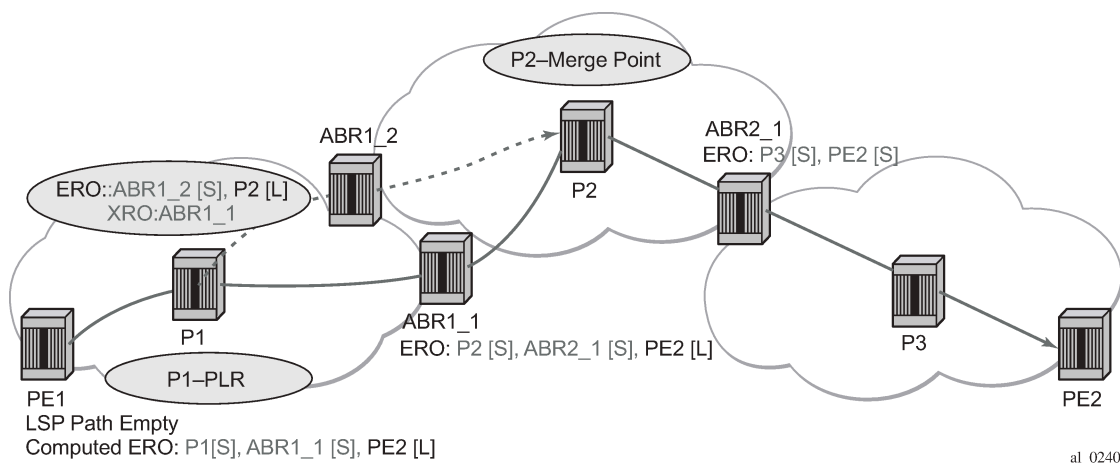 P2–Merge Point
ABR1_2
ABR2_1
ERO: P3 [S], PE2 [S]
P2
ERO::ABR1_2 [S], P2 [L]
XRO:ABR1_1
P1
ABR1_1
ERO: P2 [S], ABR2_1 [S], PE2 [L]
P3
P1–PLR
PE1
LSP Path Empty
Computed ERO: P1[S], ABR1_1 [S], PE2 [L]
PE2
al_0240